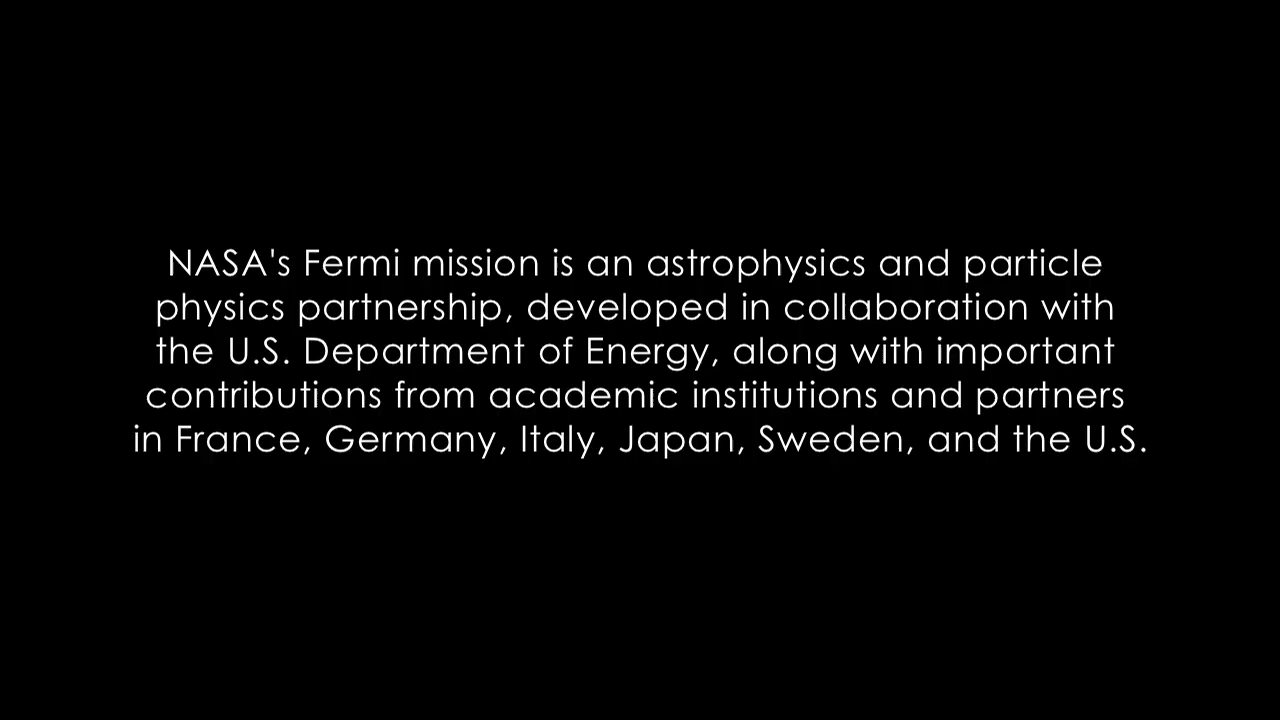 NASA's Fermi mission is an astrophysics and particle
physics partnership, developed in collaboration with
the U.S. Department of Energy, along with important
contributions from academic institutions and partners
in France, Germany, Italy, Japan, Sweden, and the U.S.